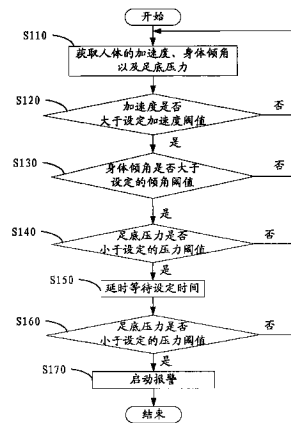 开始
S110
获取人体的加速度、身体倾角
以及足底压力
S120
加速度是否
大于设定加速度阈值
否
是
S130
身体倾角是否大于
设定的倾角阈值
否
是
S140
足底压力是否
小于设定的压力阈值
否
是
S150
延时等待设定时间
S160
足底压力是否
小于设定的压力阈值
否
是
S170
启动报警
结束